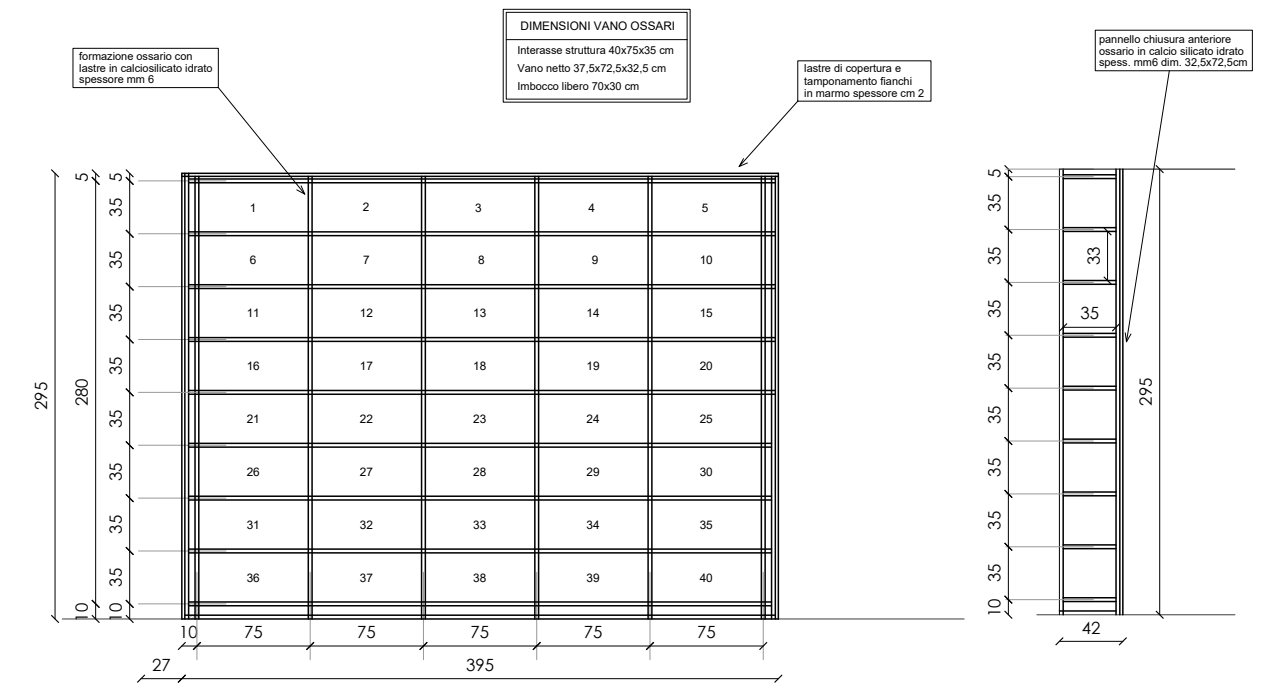 DIMENSIONI VANO OSSARI
Interasse struttura 40x75x35 cm
Vano netto 37,5x72,5x32,5 cm
Imbocco libero 70x30 cm
formazione ossario con
lastre in calciosilicato idrato
spessore mm 6
lastre di copertura e
tamponamento fianchi
in marmo spessore cm 2
pannello chiusura anteriore
ossario in calcio silicato idrato
spess. mm6 dim. 32,5x72,5cm
295
5
280
10
5
35
35
35
35
35
35
35
35
10
1 2 3 4 5
6 7 8 9 10
11 12 13 14 15
16 17 18 19 20
21 22 23 24 25
26 27 28 29 30
31 32 33 34 35
36 37 38 39 40
10 75 75 75 75 75
27 395
5
35
35
35
35
35
35
35
35
10
33
35
295
42